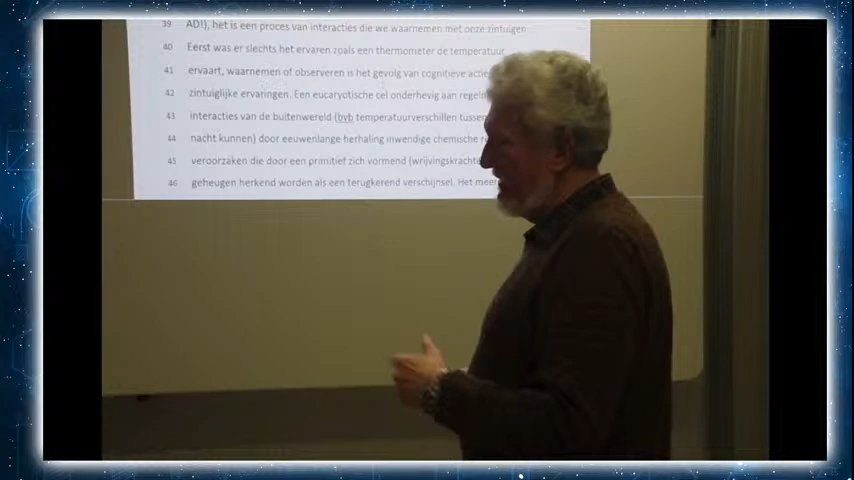 39 AD!), het is een proces van interacties die we waarnemen met onze zintuigen
40 Eerst was er slechts het ervaren zoals een thermometer de temperatuur
41 ervaart, waarnemen of observeren is het gevolg van cognitieve
42 zintuiglijke ervaringen. Een eucaryotische cel onderhevig aan
43 interacties van de buitenwereld (bvb temperatuurverschillen tussen
44 nacht kunnen) door eeuwenlange herhaling inwendige chemische
45 veroorzaken die door een primitief zich vormend
46 geheugen herkend worden als een terugkerend verschijnsel. Het